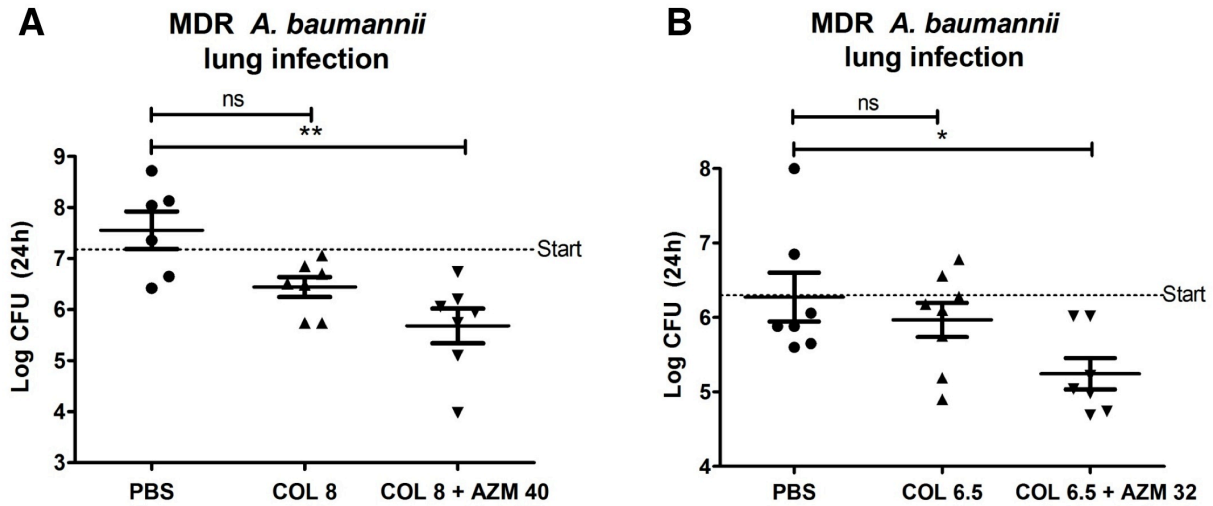 A
MDR A. baumannii
lung infection
ns
**
9
8
7
6
5
4
3
Log CFU (24h)
Start
PBS
COL 8
COL 8 + AZM 40
B
MDR A. baumannii
lung infection
ns
*
8
7
6
5
4
Log CFU (24h)
Start
PBS
COL 6.5
COL 6.5 + AZM 32